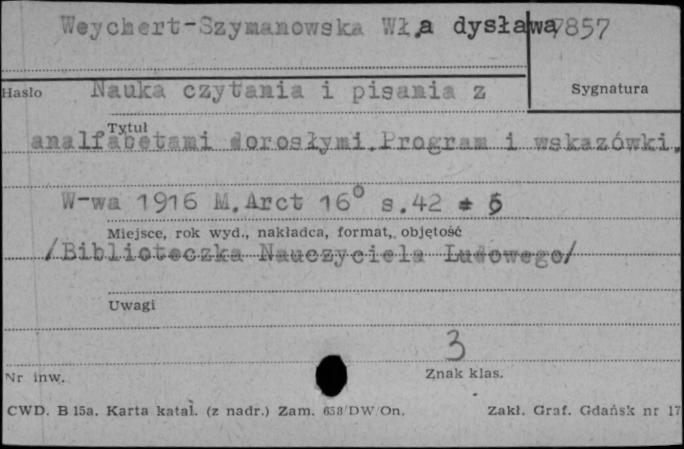 Weychert-Szymanowska Wł.a dysława 7857
Hasło Nauka czytania i pisania z Sygnatura
Tytuł
analfabetami dorosłymi.Program i wskazówki.
W-wa 1916 M.Arct 16° s.42
Miejsce, rok wyd., nakładca, format, objętość
/Biblioteczka Nauczyciela Ludowego/
Uwagi
3
Nr inw. Znak klas.
CWD. B 15a. Karta katal. (z nadr.) Zam. 658/DW/On. Zakł. Graf. Gdańsk nr 17